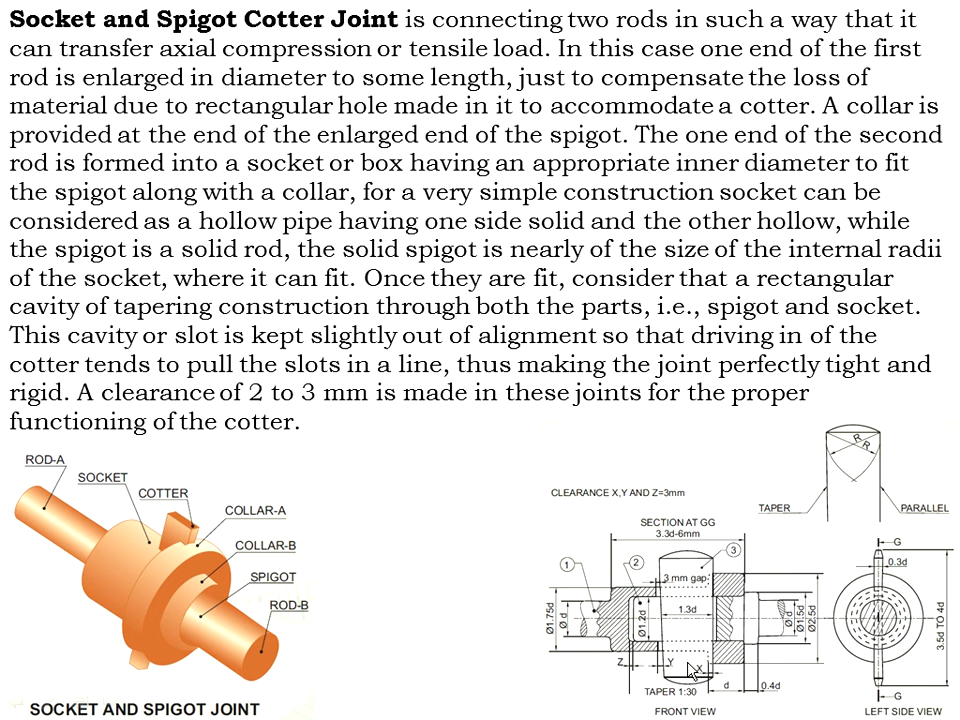 Socket and Spigot Cotter Joint is connecting two rods in such a way that it
can transfer axial compression or tensile load. In this case one end of the first
rod is enlarged in diameter to some length, just to compensate the loss of
material due to rectangular hole made in it to accommodate a cotter. A collar is
provided at the end of the enlarged end of the spigot. The one end of the second
rod is formed into a socket or box having an appropriate inner diameter to fit
the spigot along with a collar, for a very simple construction socket can be
considered as a hollow pipe having one side solid and the other hollow, while
the spigot is a solid rod, the solid spigot is nearly of the size of the internal radii
of the socket, where it can fit. Once they are fit, consider that a rectangular
cavity of tapering construction through both the parts, i.e., spigot and socket.
This cavity or slot is kept slightly out of alignment so that driving in of the
cotter tends to pull the slots in a line, thus making the joint perfectly tight and
rigid. A clearance of 2 to 3 mm is made in these joints for the proper
functioning of the cotter.
ROD-A
SOCKET
COTTER
COLLAR-A
COLLAR-B
SPIGOT
ROD-B
SOCKET AND SPIGOT JOINT
R
R
CLEARANCE X,Y AND Z=3mm
TAPER
PARALLEL
SECTION AT GG
3.3d-6mm
1
2
3
3 mm gap
1.3d
Ø1.75d
Ø d
Ø1.2d
Ø d
Ø1.5d
Ø2.5d
Z
Y
X
TAPER 1:30
d
0.4d
FRONT VIEW
G
0.3d
3.5d TO 4d
G
LEFT SIDE VIEW